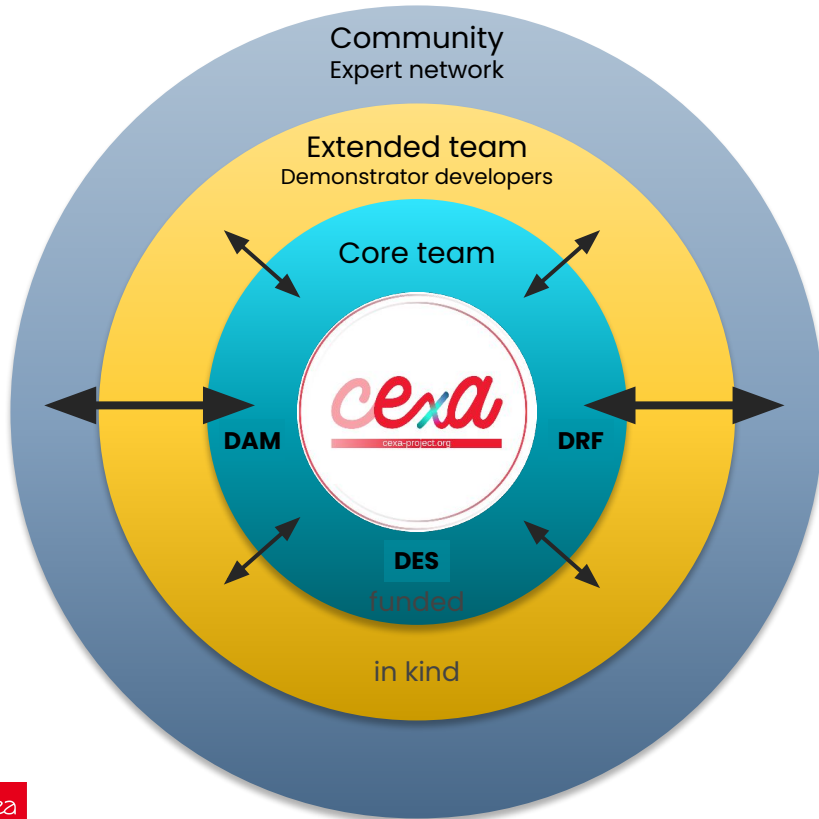 Community
Expert network
Extended team
Demonstrator developers
Core team
cexa
cexa-project.org
DAM
DRF
DES
funded
in kind